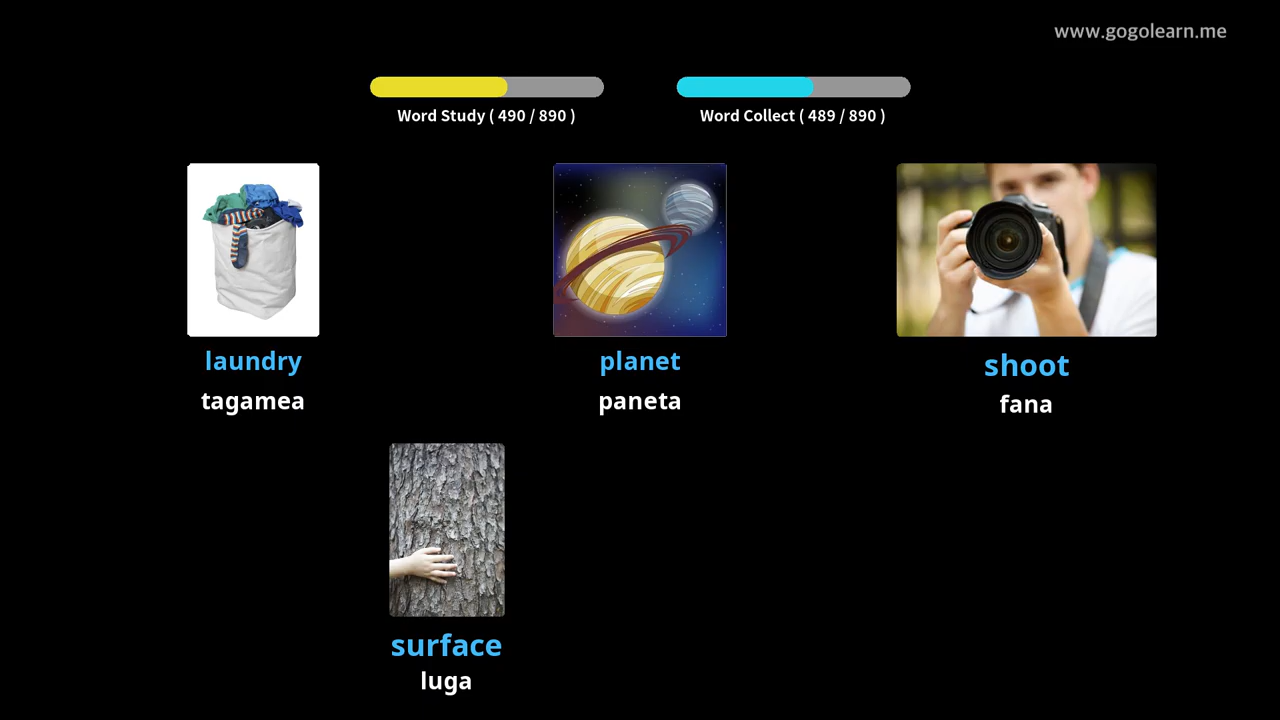 www.gogolearn.me
Word Study ( 490 / 890 )
Word Collect ( 489 / 890 )
laundry
tagamea
planet
paneta
shoot
fana
surface
luga